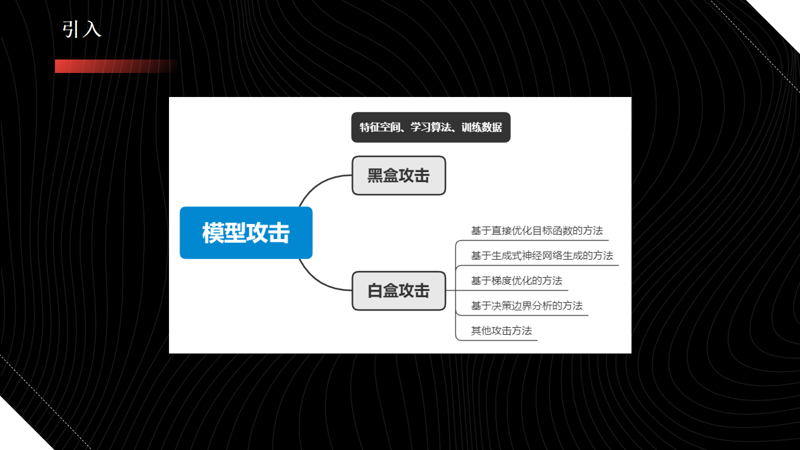 引入
特征空间、学习算法、训练数据
黑盒攻击
模型攻击
白盒攻击
基于直接优化目标函数的方法
基于生成式神经网络生成的方法
基于梯度优化的方法
基于决策边界分析的方法
其他攻击方法